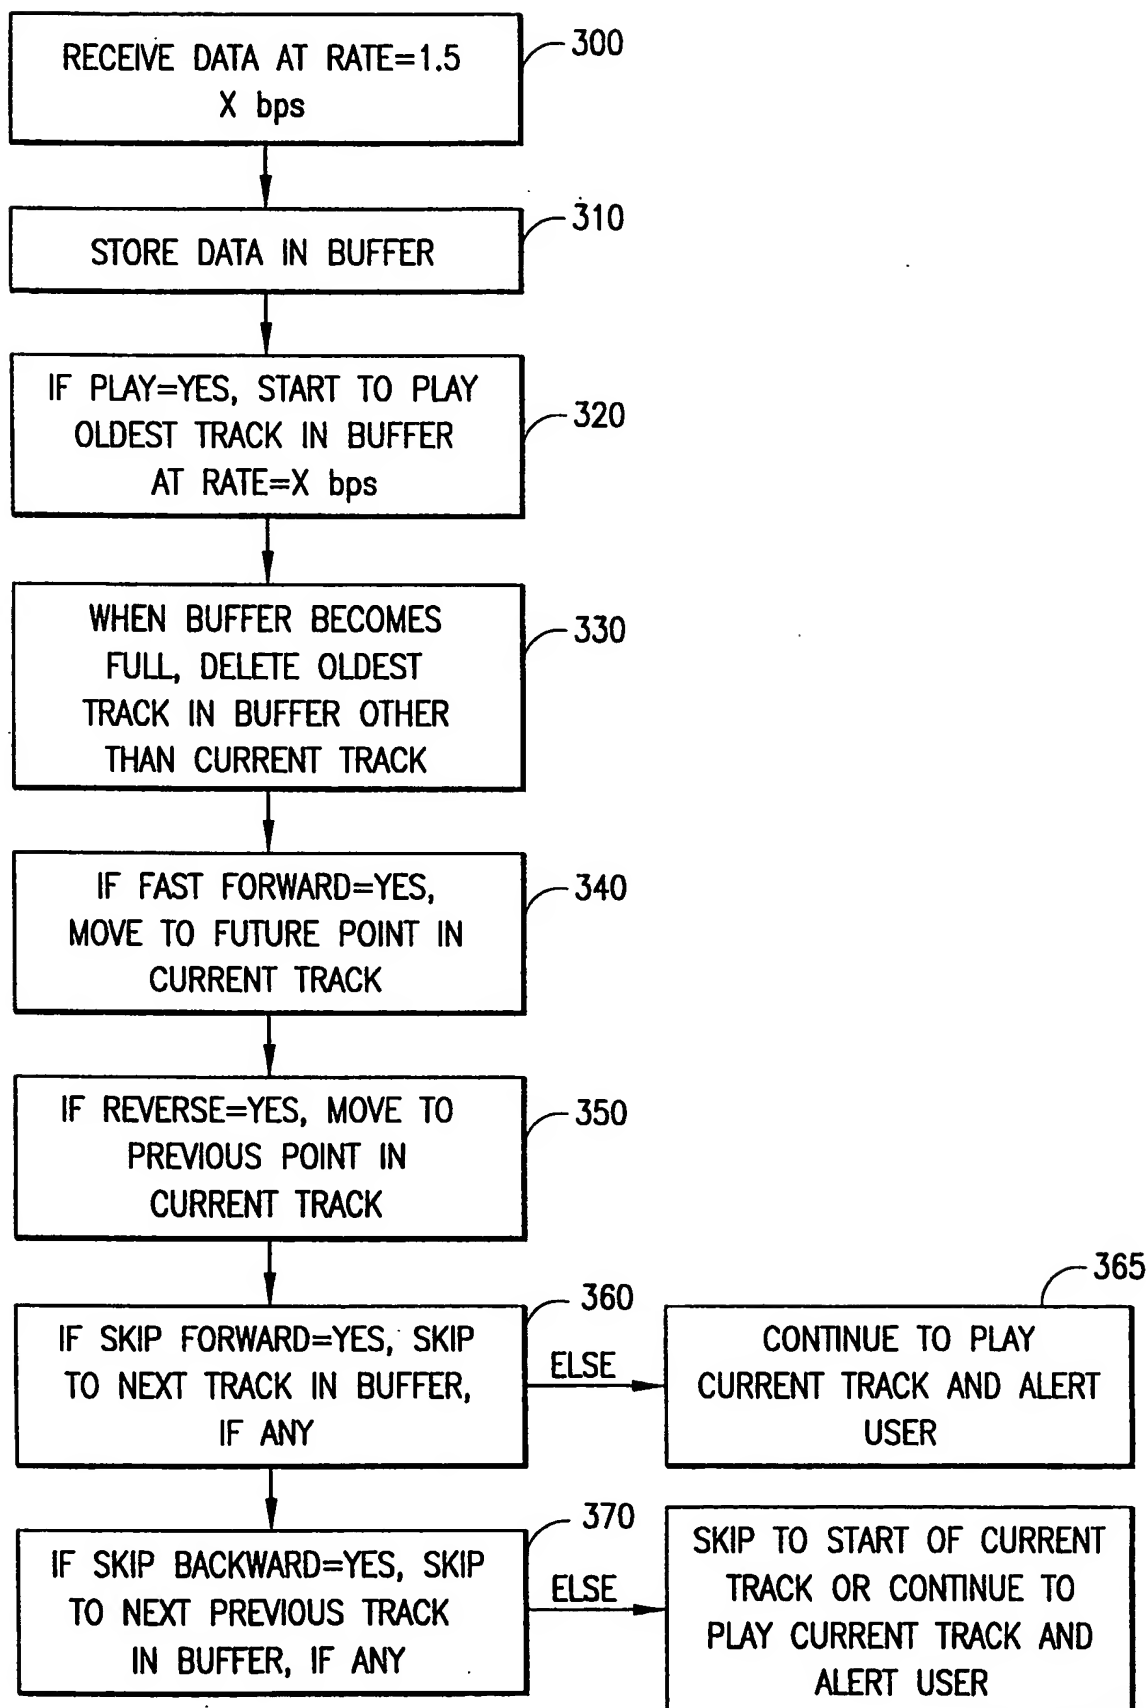 RECEIVE DATA AT RATE=1.5
X bps
300
STORE DATA IN BUFFER
310
IF PLAY=YES, START TO PLAY
OLDEST TRACK IN BUFFER
AT RATE=X bps
320
WHEN BUFFER BECOMES
FULL, DELETE OLDEST
TRACK IN BUFFER OTHER
THAN CURRENT TRACK
330
IF FAST FORWARD=YES,
MOVE TO FUTURE POINT IN
CURRENT TRACK
340
IF REVERSE=YES, MOVE TO
PREVIOUS POINT IN
CURRENT TRACK
350
IF SKIP FORWARD=YES, SKIP
TO NEXT TRACK IN BUFFER,
IF ANY
360
ELSE
365
CONTINUE TO PLAY
CURRENT TRACK AND ALERT
USER
IF SKIP BACKWARD=YES, SKIP
TO NEXT PREVIOUS TRACK
IN BUFFER, IF ANY
370
ELSE
SKIP TO START OF CURRENT
TRACK OR CONTINUE TO
PLAY CURRENT TRACK AND
ALERT USER